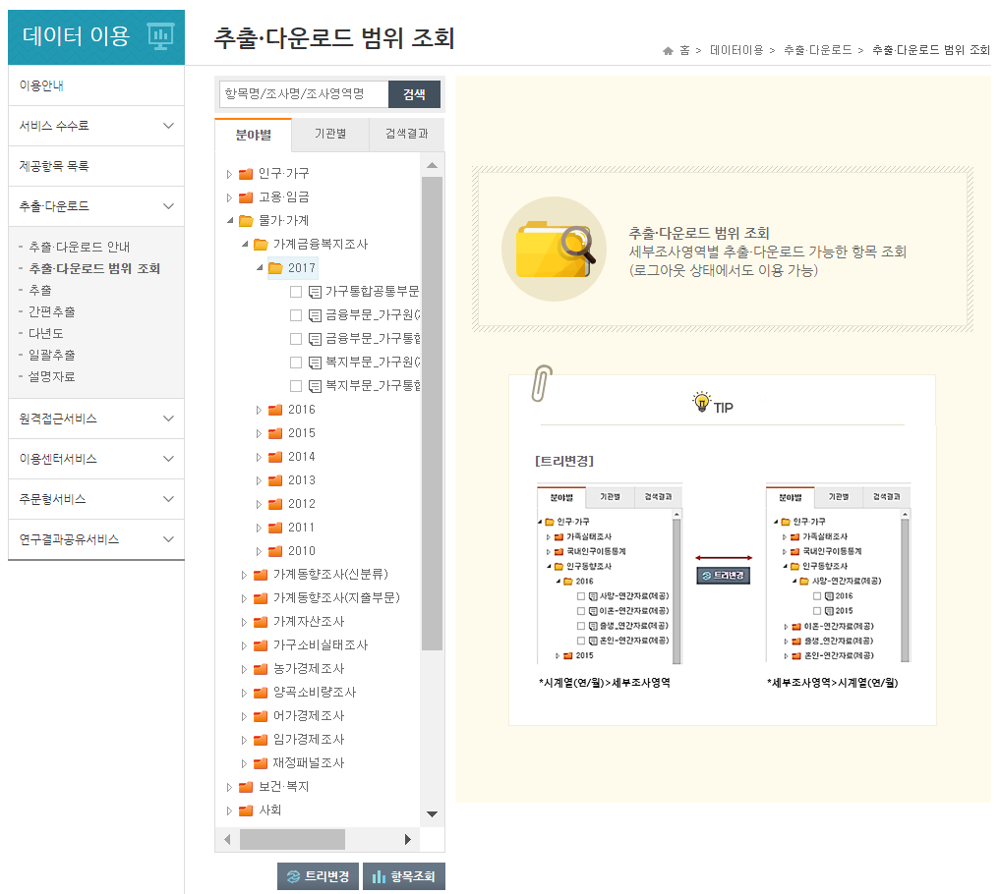 데이터 이용
이용안내
서비스 수수료
제공항목 목록
추출·다운로드
- 추출·다운로드 안내
- 추출·다운로드 범위 조회
- 추출
- 간편추출
- 다년도
- 일괄추출
- 설명자료
원격접근서비스
이용센터서비스
주문형서비스
연구결과공유서비스
추출·다운로드 범위 조회
홈 > 데이터이용 > 추출·다운로드 > 추출·다운로드 범위 조회
항목명/조사명/조사영역명 검색
분야별 기관별 검색결과
인구·가구
고용·임금
물가·가계
가계금융복지조사
2017
가구통합공통부문
금융부문_가구원(
금융부문_가구통합
복지부문_가구원(
복지부문_가구통합
2016
2015
2014
2013
2012
2011
2010
가계동향조사(신분류)
가계동향조사(지출부문)
가계자산조사
가구소비실태조사
농가경제조사
양곡소비량조사
어가경제조사
임가경제조사
재정패널조사
보건·복지
사회
트리변경 항목조회
추출·다운로드 범위 조회
세부조사영역별 추출·다운로드 가능한 항목 조회
(로그아웃 상태에서도 이용 가능)
TIP
[트리변경]
분야별 기관별 검색결과
인구·가구
가족실태조사
국내인구이동통계
인구동향조사
2016
사망-연간자료(제공)
이혼-연간자료(제공)
출생_연간자료(제공)
혼인-연간자료(제공)
2015
*시계열(연/월)>세부조사영역
트리변경
분야별 기관별 검색결과
인구·가구
가족실태조사
국내인구이동통계
인구동향조사
사망-연간자료(제공)
2016
2015
이혼-연간자료(제공)
출생_연간자료(제공)
혼인-연간자료(제공)
*세부조사영역>시계열(연/월)